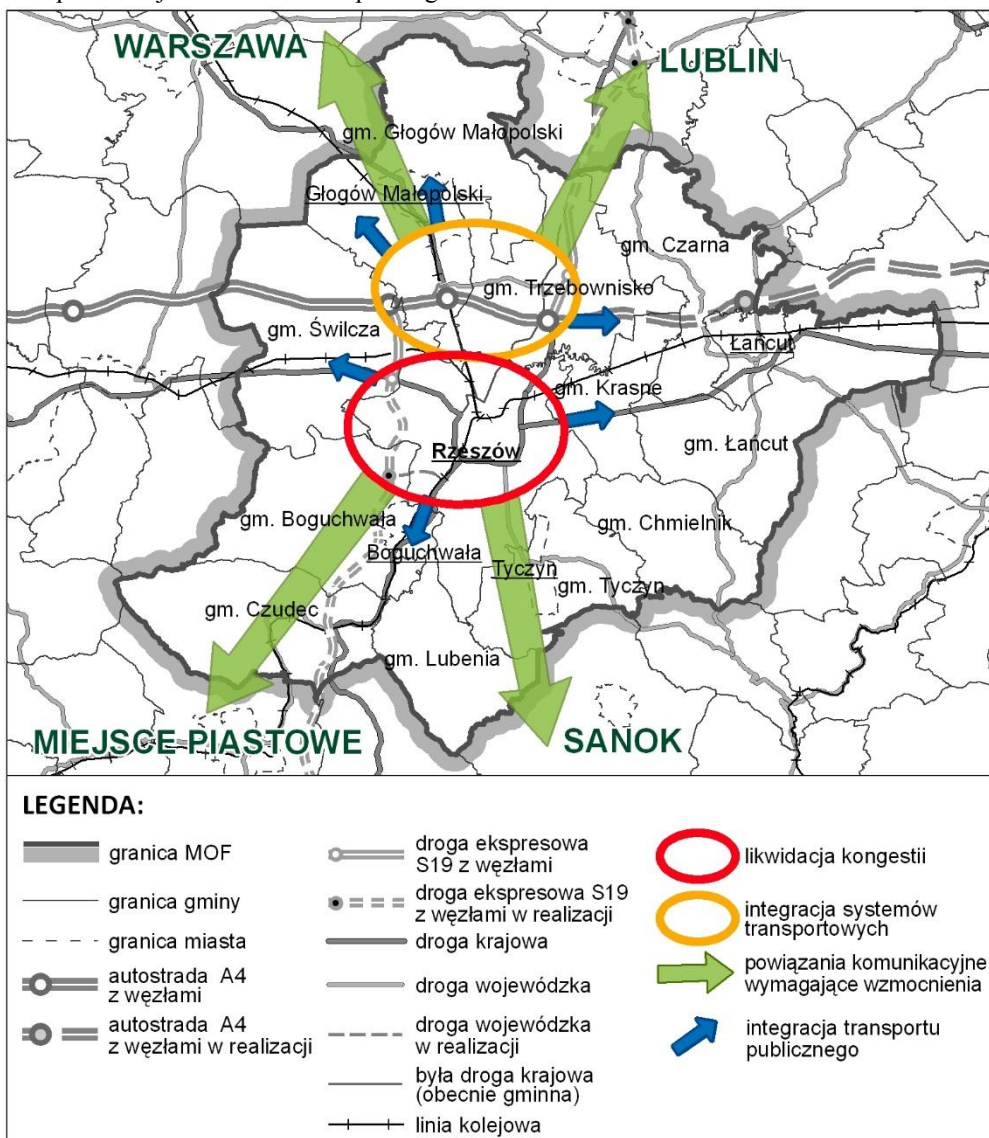 WARSZAWA
LUBLIN
gm. Głogów Małopolski
Głogów Małopolski
gm. Czarna
gm. Trzebownisko
gm. Świlcza
Łańcut
gm. Krasne
Rzeszów
gm. Łańcut
gm. Boguchwała
gm. Chmielnik
Boguchwała
Tyczyn
gm. Tyczyn
gm. Czudec
gm. Lubenia
MIEJSCE PIASTOWE
SANOK
LEGENDA:
granica MOF
granica gminy
granica miasta
autostrada A4
z węzłami
autostrada A4
z węzłami w realizacji
droga ekspresowa
S19 z węzłami
droga ekspresowa S19
z węzłami w realizacji
droga krajowa
droga wojewódzka
droga wojewódzka
w realizacji
była droga krajowa
(obecnie gminna)
linia kolejowa
likwidacja kongestii
integracja systemów
transportowych
powiązania komunikacyjne
wymagające wzmocnienia
integracja transportu
publicznego